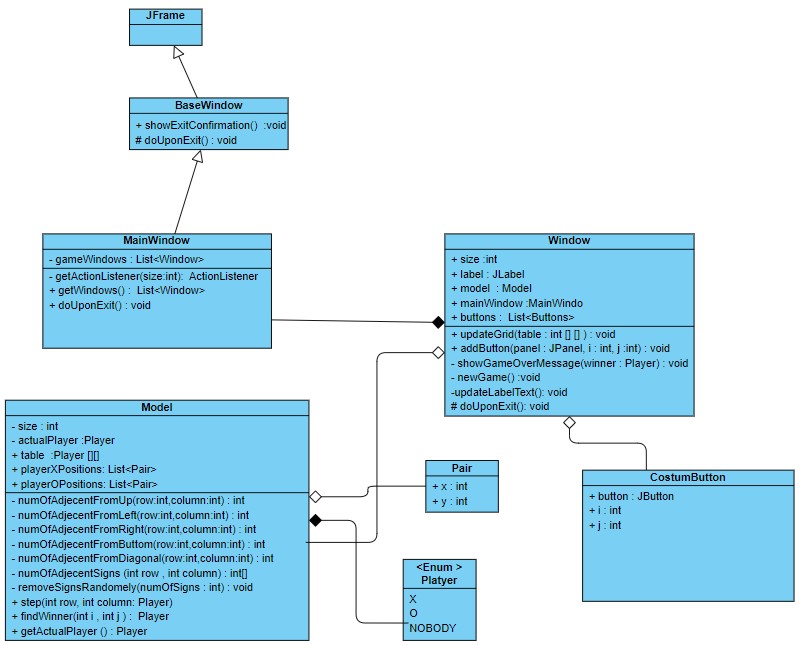 JFrame
BaseWindow
+ showExitConfirmation() :void
# doUponExit() : void
MainWindow
- gameWindows : List<Window>
- getActionListener(size:int): ActionListener
+ getWindows() : List<Window>
+ doUponExit() : void
Window
+ size :int
+ label : JLabel
+ model : Model
+ mainWindow :MainWindo
+ buttons : List<Buttons>
+ updateGrid(table : int [] [] ) : void
+ addButton(panel : JPanel, i : int, j :int) : void
- showGameOverMessage(winner : Player) : void
- newGame() :void
-updateLabelText(): void
# doUponExit(): void
Model
- size : int
- actualPlayer :Player
+ table :Player [][]
+ playerXPositions: List<Pair>
+ playerOPositions: List<Pair>
- numOfAdjecentFromUp(row:int,column:int) : int
- numOfAdjecentFromLeft(row:int,column:int) : int
- numOfAdjecentFromRight(row:int,column:int) : int
- numOfAdjecentFromButtom(row:int,column:int) : int
- numOfAdjecentFromDiagonal(row:int,column:int) : int
- numOfAdjecentSigns (int row , int column) : int[]
- removeSignsRandomely(numOfSigns : int) : void
+ step(int row, int column: Player)
+ findWinner(int i , int j ) : Player
+ getActualPlayer () : Player
Pair
+ x : int
+ y : int
<Enum >
Platyer
X
O
NOBODY
CostumButton
+ button : JButton
+ i : int
+ j : int